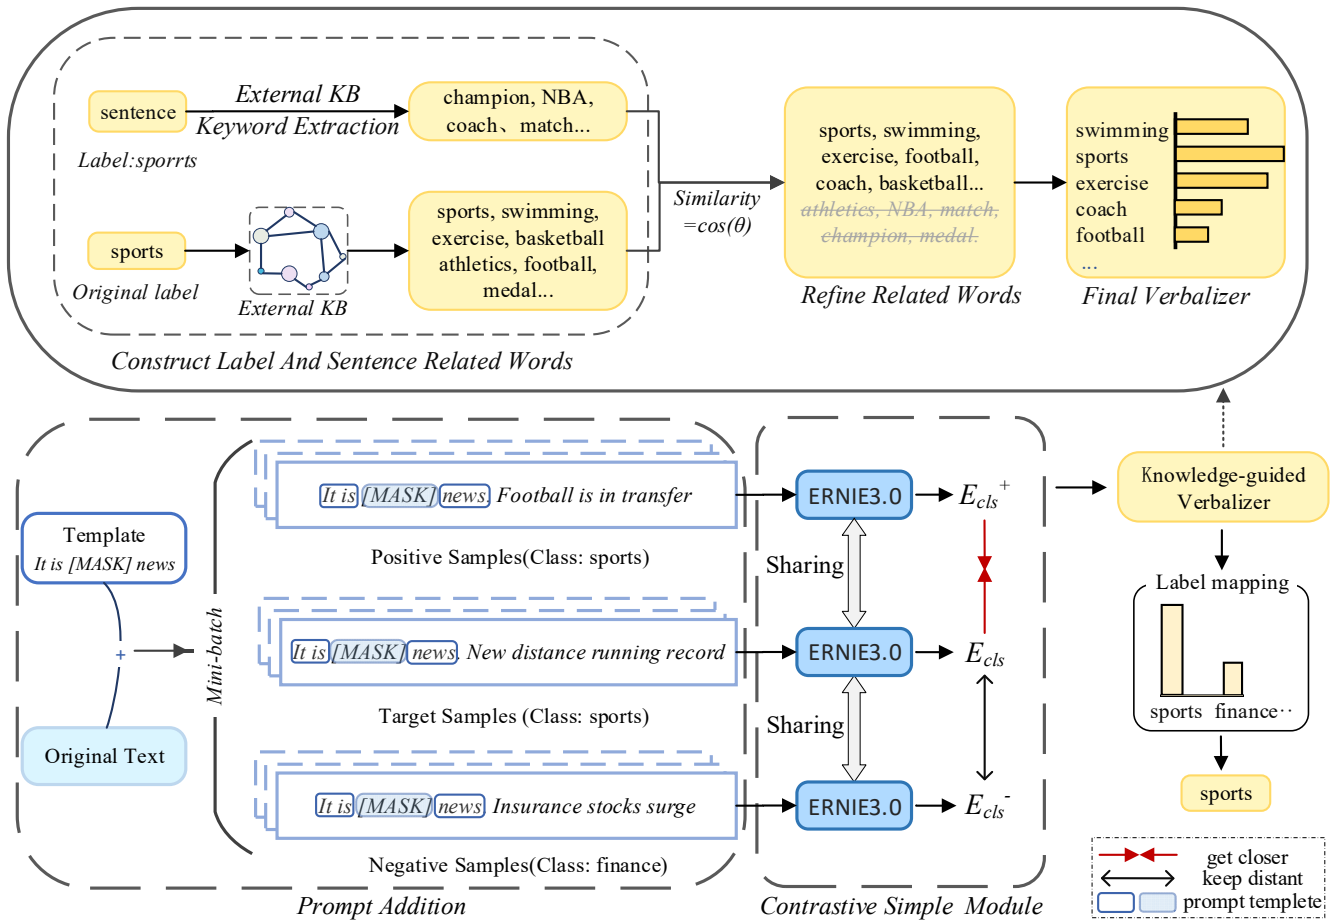 sentence
Label:sporrts
External KB
Keyword Extraction
champion, NBA,
coach、match...
sports
Original label
External KB
sports, swimming,
exercise, basketball
athletics, football,
medal...
Construct Label And Sentence Related Words
Similarity
=cos(θ)
sports, swimming,
exercise, football,
coach, basketball...
athletics, NBA, match,
champion, medal.
Refine Related Words
swimming
sports
exercise
coach
football
...
Final Verbalizer
Template
It is [MASK] news
+
Original Text
Mini-batch
It is [MASK] news. Football is in transfer
Positive Samples(Class: sports)
It is [MASK] news. New distance running record
Target Samples (Class: sports)
It is [MASK] news Insurance stocks surge
Negative Samples(Class: finance)
Prompt Addition
ERNIE3.0
Sharing
ERNIE3.0
Sharing
ERNIE3.0
Ecls+
Ecls
Ecls-
Contrastive Simple Module
Knowledge-guided
Verbalizer
Label mapping
sports finance··
sports
get closer
keep distant
prompt templete